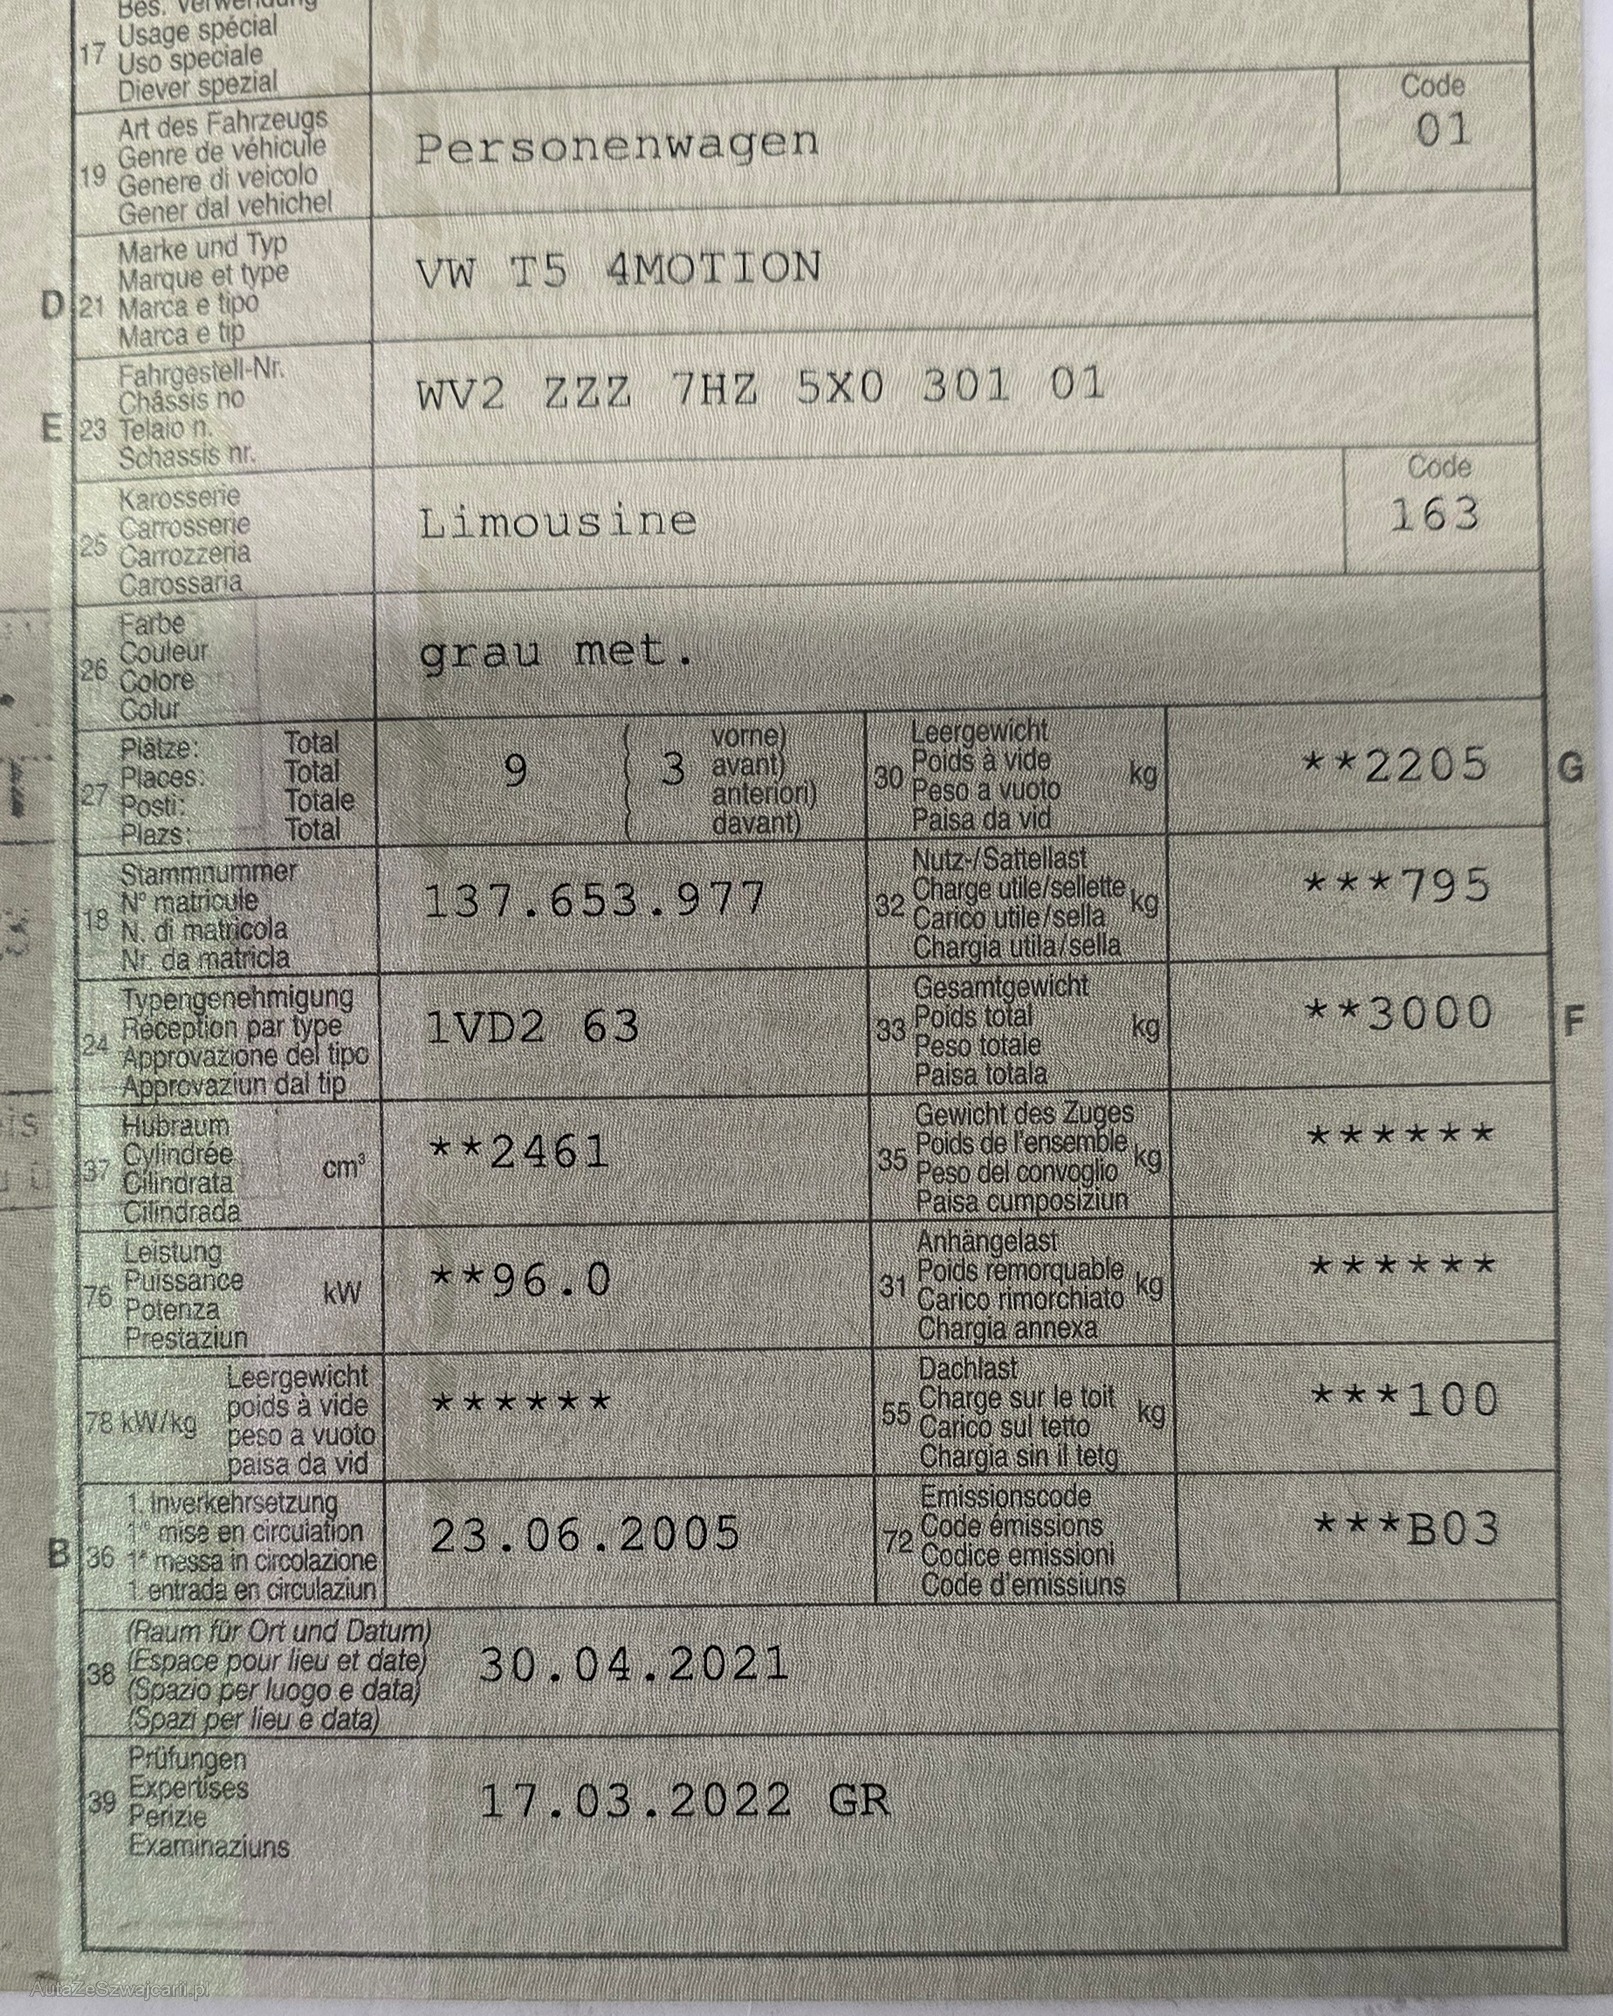 Bes. Verwendung
17 Usage spécial
Uso speciale
Diever spezial
Art des Fahrzeugs
19 Genre de véhicule
Genere di veicolo
Gener dal vehichel
Personenwagen
Code
01
Marke und Typ
Marque et type
D 21 Marca e tipo
Marca e tip
VW T5 4MOTION
Fahrgestell-Nr.
Châssis no
E 23 Telaio n.
Schassis nr.
WV2 ZZZ 7HZ 5X0 301 01
Karosserie
Carrosserie
25 Carrozzeria
Carossaria
Limousine
Code
163
Farbe
Couleur
26 Colore
Colur
grau met.
Plätze: Total
Places: Total
27 Posti: Totale
Plazs: Total
9 ( 3 vorne)
avant)
anteriori)
davant)
Leergewicht
Poids à vide
30 Peso a vuoto kg
Paisa da vid
**2205 G
Stammnummer
N° matricule
18 N. di matricola
Nr. da matricla
137.653.977
Nutz-/Sattellast
32 Charge utile/sellette kg
Carico utile/sella
Chargia utila/sella
***795
Typengenehmigung
Réception par type
24 Approvazione del tipo
Approvaziun dal tip
1VD2 63
Gesamtgewicht
33 Poids total kg
Peso totale
Paisa totala
**3000 F
Hubraum
Cylindrée
37 Cilindrata cm³
Cilindrada
**2461
Gewicht des Zuges
Poids de l'ensemble
35 Peso del convoglio kg
Paisa cumposiziun
******
Leistung
Puissance
76 Potenza kW
Prestaziun
**96.0
Anhängelast
Poids remorquable
31 Carico rimorchiato kg
Chargia annexa
******
Leergewicht
78 kW/kg poids à vide
peso a vuoto
paisa da vid
******
Dachlast
Charge sur le toit
55 Carico sul tetto kg
Chargia sin il tetg
***100
1. Inverkehrsetzung
1re mise en circulation
B 36 1a messa in circolazione
1. entrada en circulaziun
23.06.2005
Emissionscode
72 Code émissions
Codice emissioni
Code d'emissiuns
***B03
(Raum für Ort und Datum)
38 (Espace pour lieu et date)
(Spazio per luogo e data)
(Spazi per lieu e data)
30.04.2021
Prüfungen
Expertises
39 Perizie
Examinaziuns
17.03.2022 GR
AutaZeSzwajcarii.pl